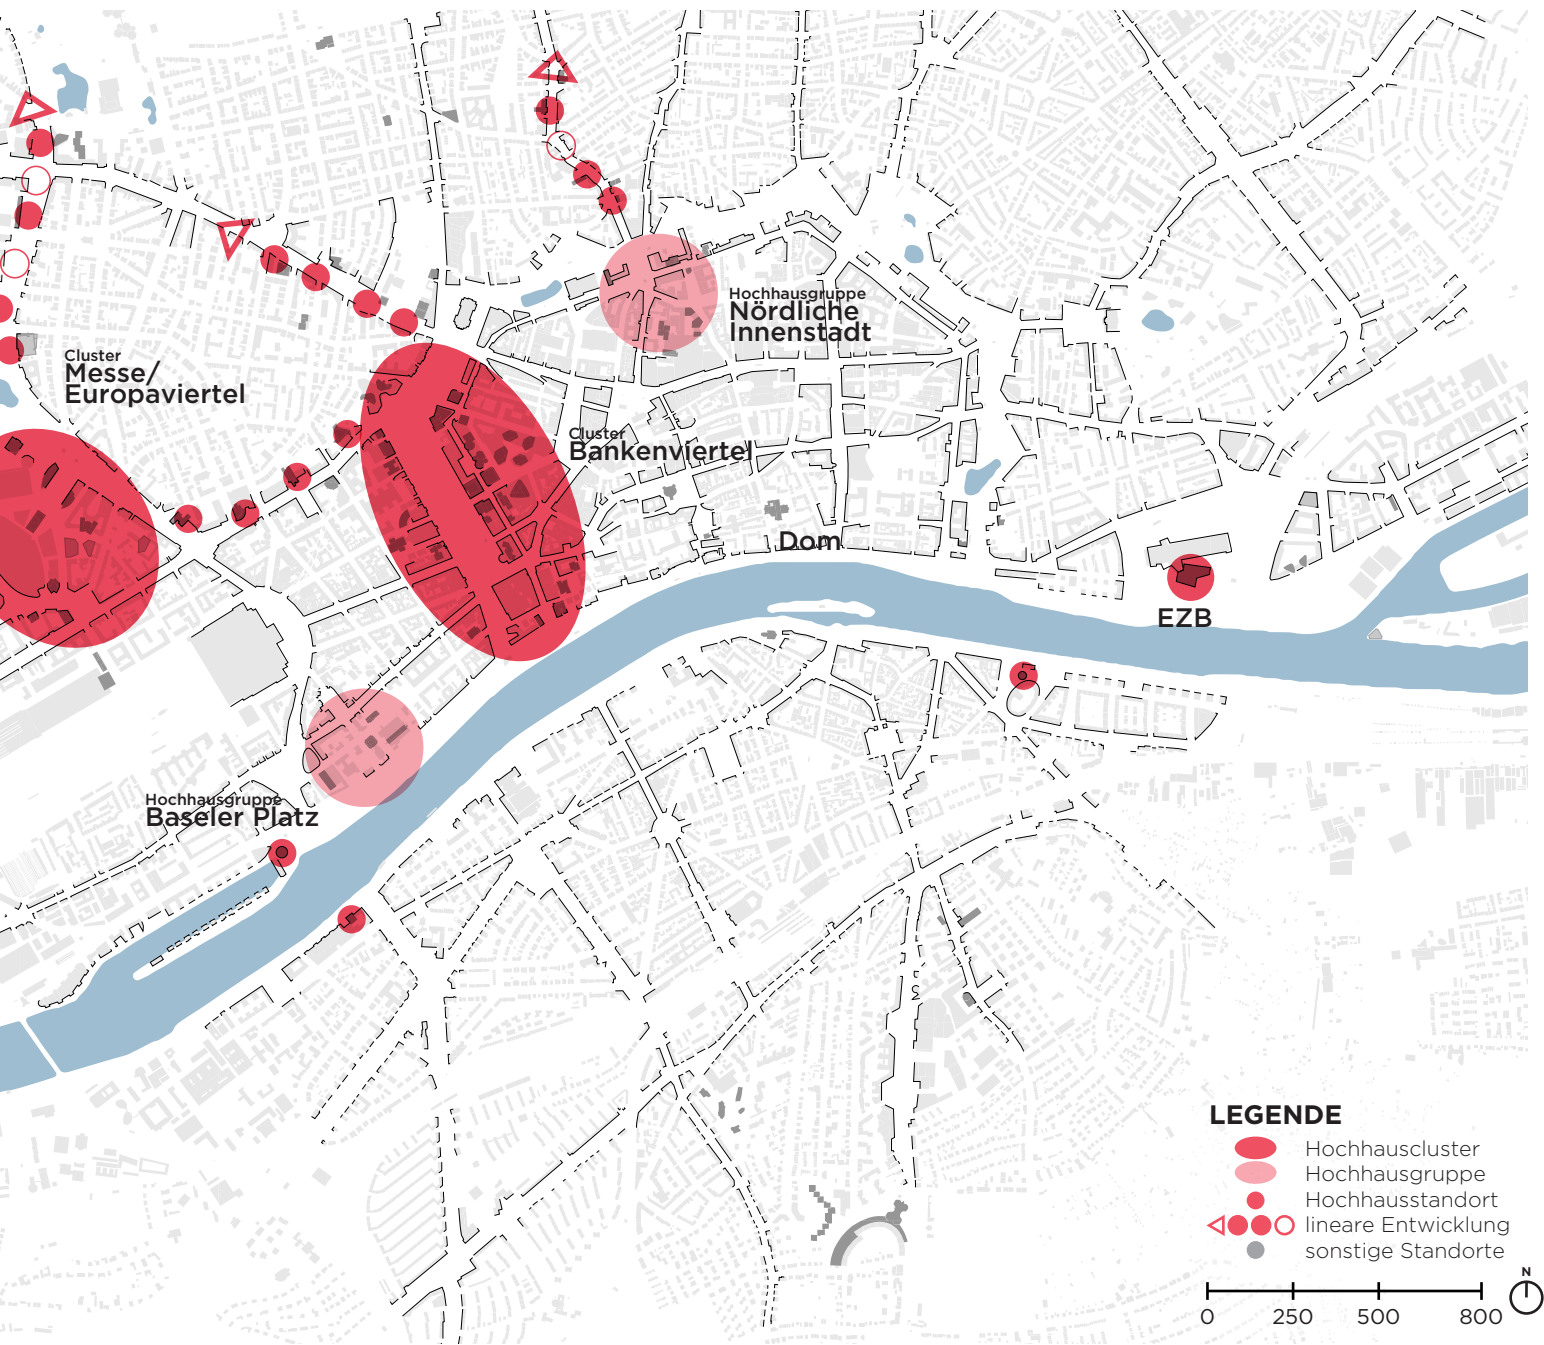 Hochhausgruppe
Nördliche
Innenstadt
Cluster
Messe/
Europaviertel
Cluster
Bankenviertel
Dom
EZB
Hochhausgruppe
Baseler Platz
LEGENDE
Hochhauscluster
Hochhausgruppe
Hochhausstandort
lineare Entwicklung
sonstige Standorte
N
0 250 500 800